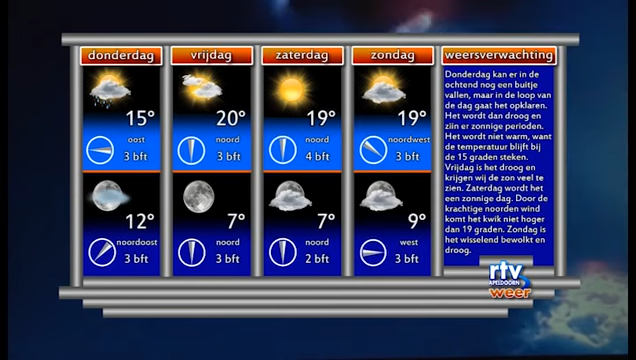 donderdag
vrijdag
zaterdag
zondag
weersverwachting
15°
20°
19°
19°
oost
3 bft
noord
3 bft
noord
4 bft
noordwest
3 bft
12°
7°
7°
9°
noordoost
3 bft
noord
3 bft
noord
2 bft
west
3 bft
Donderdag kan er in de
ochtend nog een buitje
vallen, maar in de loop van
de dag gaat het opklaren.
Het wordt dan droog en
ziin er zonnige perioden.
Het wordt niet warm, want
de temperatuur blijft bij
de 15 graden steken.
Vrijdag is het droog en
krijgen wij de zon veel te
zien. Zaterdag wordt het
een zonnige dag. Door de
krachtige noorden wind
komt het kwik niet hoger
dan 19 graden. Zondag is
het wisselend bewolkt en
droog.
rtv
APELDOORN
weer